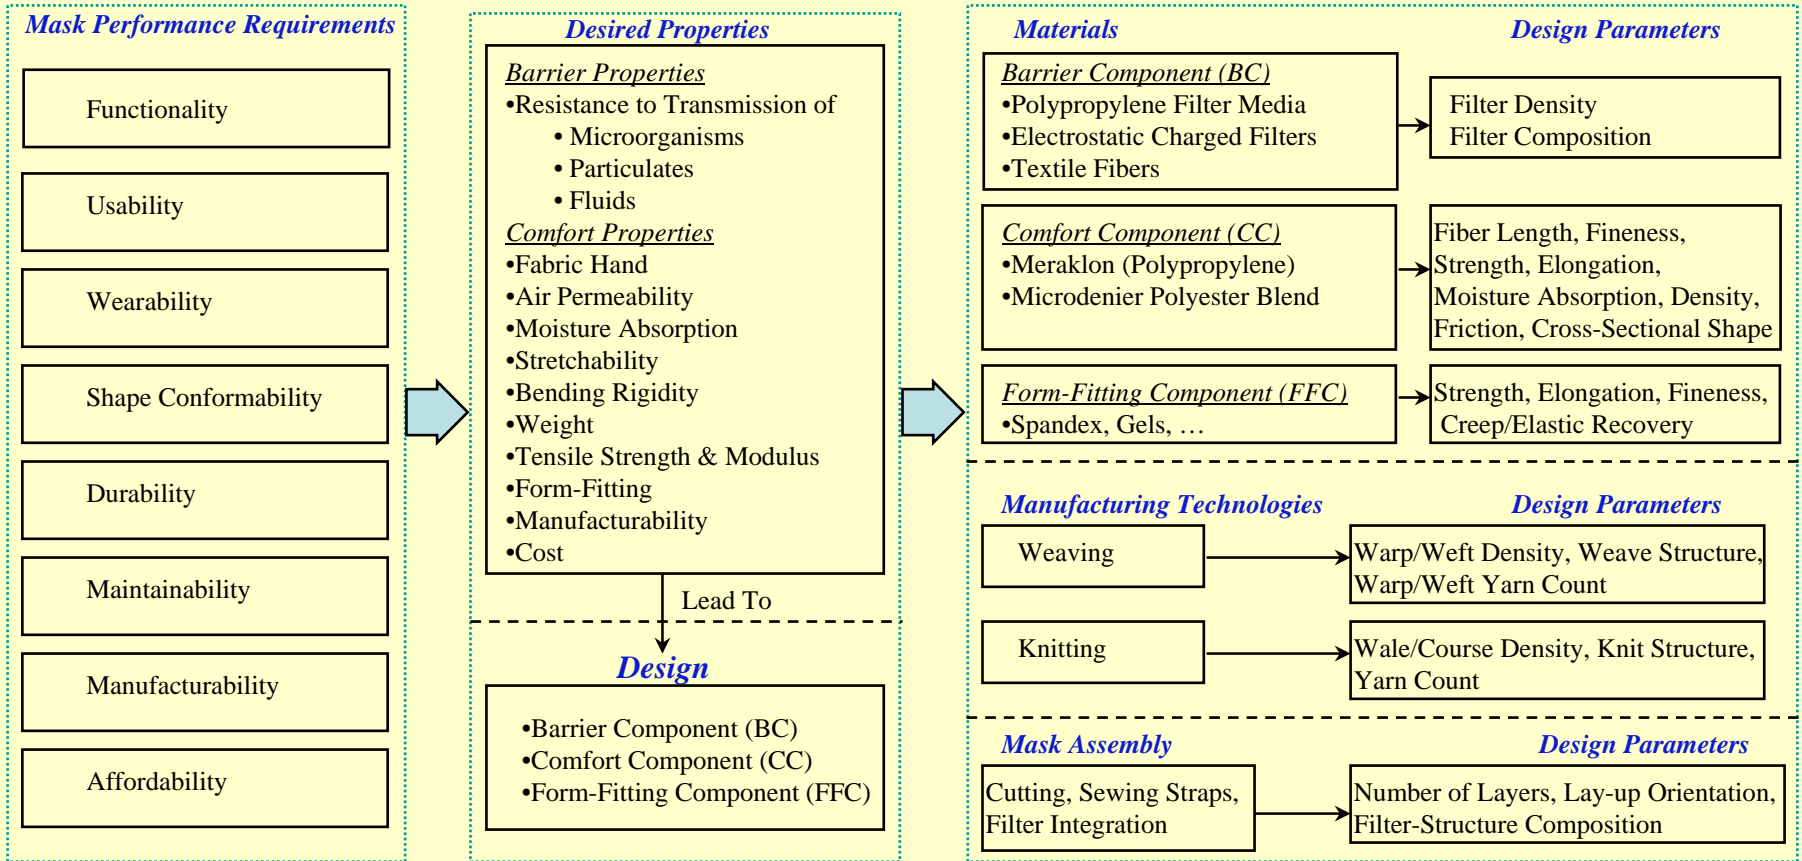 Mask Performance Requirements
Functionality
Usability
Wearability
Shape Conformability
Durability
Maintainability
Manufacturability
Affordability
Desired Properties
Barrier Properties
•Resistance to Transmission of
• Microorganisms
• Particulates
• Fluids
Comfort Properties
•Fabric Hand
•Air Permeability
•Moisture Absorption
•Stretchability
•Bending Rigidity
•Weight
•Tensile Strength & Modulus
•Form-Fitting
•Manufacturability
•Cost
Lead To
Design
•Barrier Component (BC)
•Comfort Component (CC)
•Form-Fitting Component (FFC)
Materials
Design Parameters
Barrier Component (BC)
•Polypropylene Filter Media
•Electrostatic Charged Filters
•Textile Fibers
Filter Density
Filter Composition
Comfort Component (CC)
•Meraklon (Polypropylene)
•Microdenier Polyester Blend
Fiber Length, Fineness,
Strength, Elongation,
Moisture Absorption, Density,
Friction, Cross-Sectional Shape
Form-Fitting Component (FFC)
•Spandex, Gels, …
Strength, Elongation, Fineness,
Creep/Elastic Recovery
Manufacturing Technologies
Design Parameters
Weaving
Warp/Weft Density, Weave Structure,
Warp/Weft Yarn Count
Knitting
Wale/Course Density, Knit Structure,
Yarn Count
Mask Assembly
Design Parameters
Cutting, Sewing Straps,
Filter Integration
Number of Layers, Lay-up Orientation,
Filter-Structure Composition